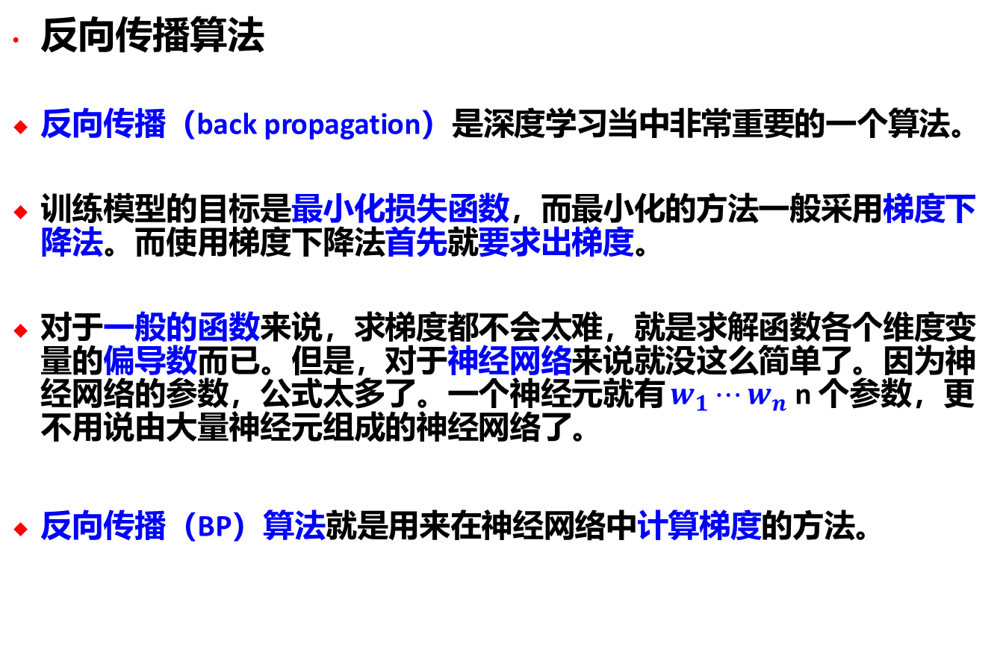 反向传播算法
反向传播（back propagation）是深度学习当中非常重要的一个算法。
训练模型的目标是最小化损失函数，而最小化的方法一般采用梯度下
降法。而使用梯度下降法首先就要求出梯度。
对于一般的函数来说，求梯度都不会太难，就是求解函数各个维度变
量的偏导数而已。但是，对于神经网络来说就没这么简单了。因为神
经网络的参数，公式太多了。一个神经元就有 w₁ ⋯ wₙ n 个参数，更
不用说由大量神经元组成的神经网络了。
反向传播（BP）算法就是用来在神经网络中计算梯度的方法。